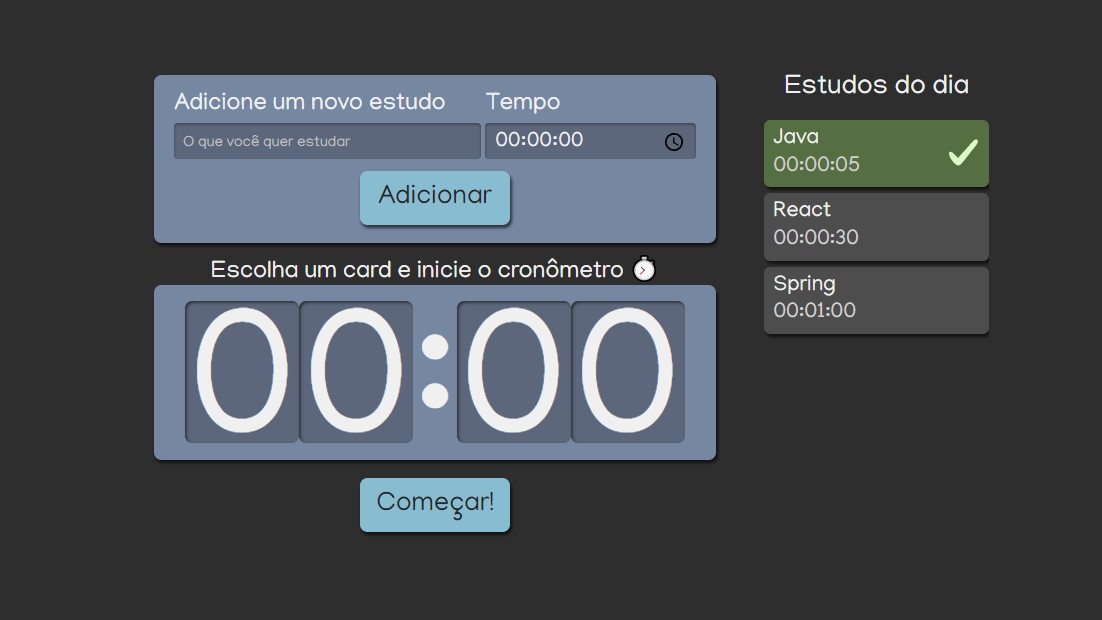 Adicione um novo estudo
Tempo
O que você quer estudar
00:00:00
Adicionar
Escolha um card e inicie o cronômetro
00:00
Começar!
Estudos do dia
Java
00:00:05
React
00:00:30
Spring
00:01:00